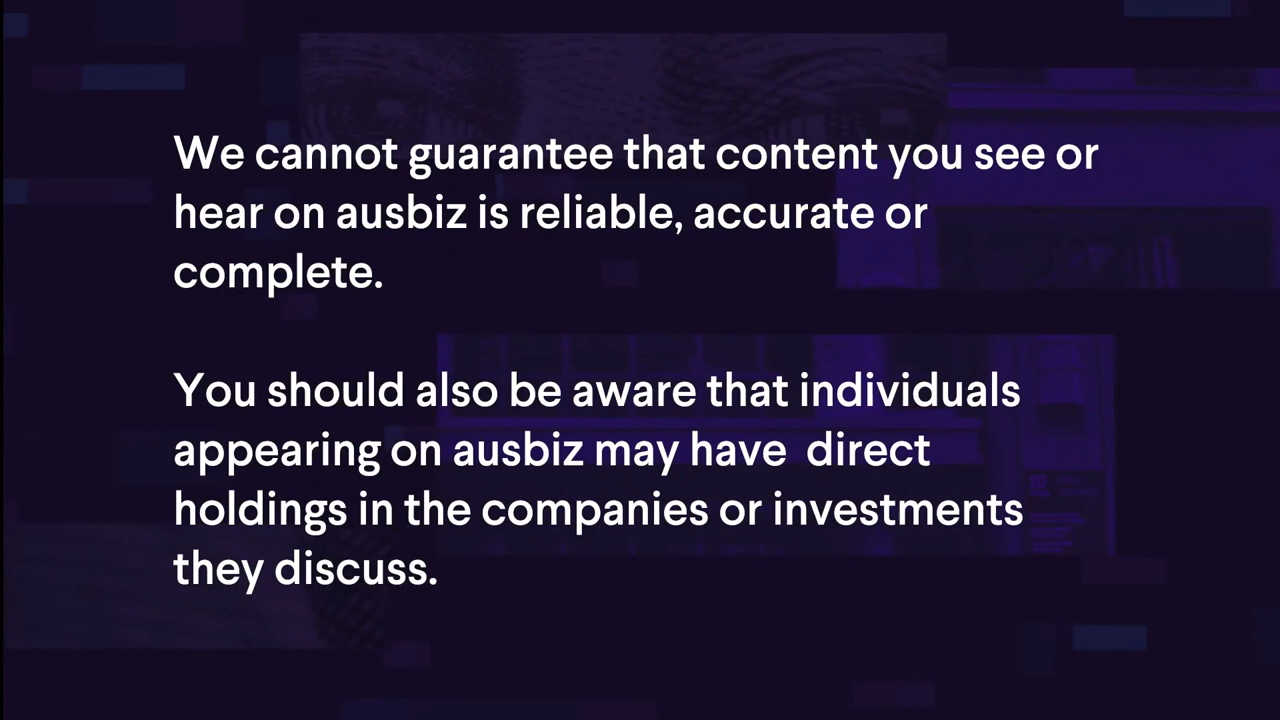 We cannot guarantee that content you see or
hear on ausbiz is reliable, accurate or
complete.
You should also be aware that individuals
appearing on ausbiz may have  direct
holdings in the companies or investments
they discuss.